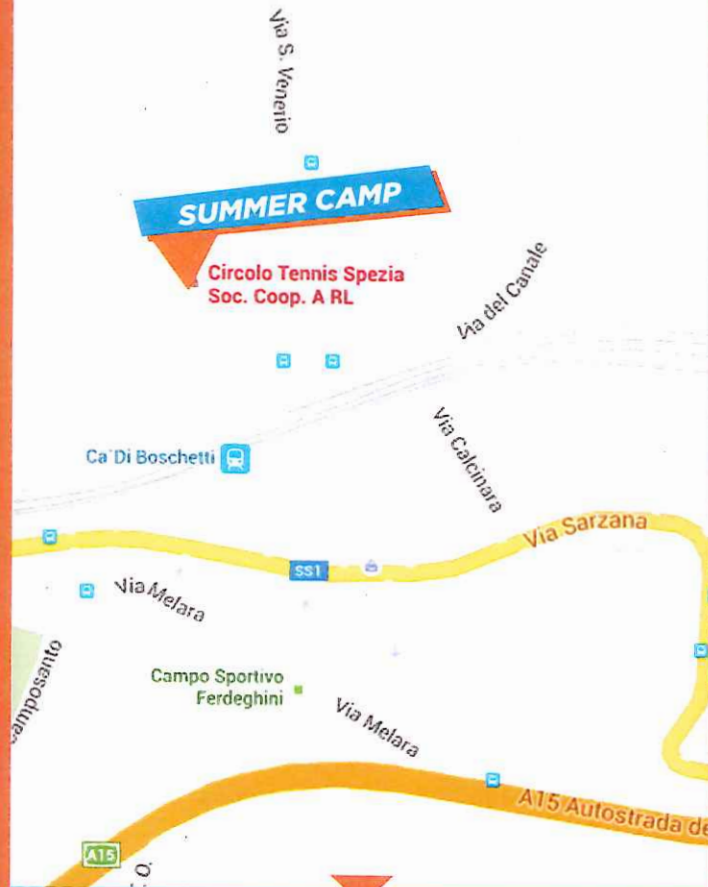 Via S. Venerio
SUMMER CAMP
Circolo Tennis Spezia
Soc. Coop. A RL
Via del Canale
Ca' Di Boschetti
Via Calcinara
Via Sarzana
SS1
Via Melara
Campo Sportivo
Ferdeghini
Camposanto
Via Melara
A15 Autostrada de
A15